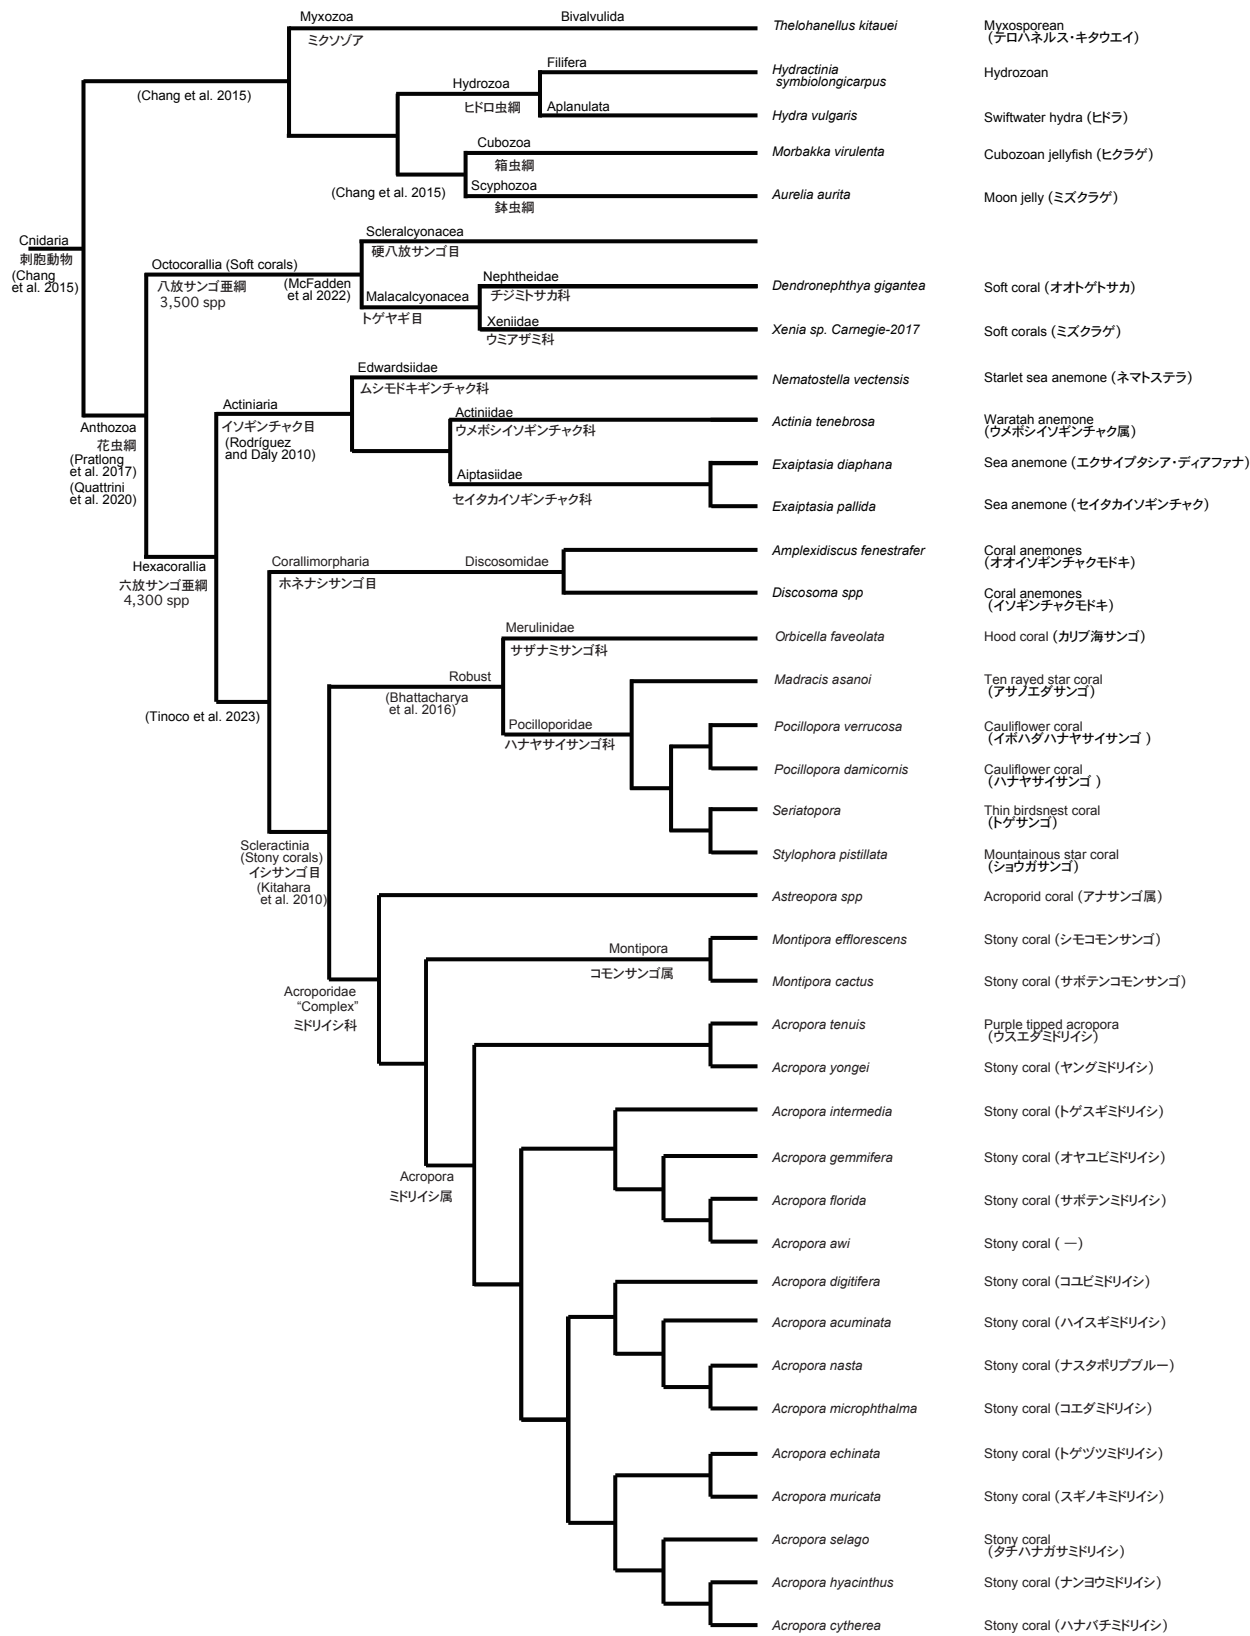 Myxozoa
ミクソゾア
Bivalvulida
Thelohanellus kitauei
Myxosporean
(テロハネルス・キタウエイ)
(Chang et al. 2015)
Filifera
Hydractinia
symbiolongicarpus
Hydrozoan
Hydrozoa
ヒドロ虫綱
Aplanulata
Hydra vulgaris
Swiftwater hydra (ヒドラ)
Cubozoa
箱虫綱
Morbakka virulenta
Cubozoan jellyfish (ヒクラゲ)
(Chang et al. 2015)
Scyphozoa
鉢虫綱
Aurelia aurita
Moon jelly (ミズクラゲ)
Cnidaria
刺胞動物
(Chang
et al. 2015)
Scleralcyonacea
硬八放サンゴ目
Octocorallia (Soft corals)
八放サンゴ亜綱
3,500 spp
(McFadden
et al 2022)
Nephtheidae
チヂミトサカ科
Dendronephthya gigantea
Soft coral (オオトゲトサカ)
Malacalcyonacea
トゲヤギ目
Xeniidae
ウミアザミ科
Xenia sp. Carnegie-2017
Soft corals (ミズクラゲ)
Edwardsiidae
ムシモドキギンチャク科
Nematostella vectensis
Starlet sea anemone (ネマトステラ)
Actiniaria
イソギンチャク目
(Rodríguez
and Daly 2010)
Actiniidae
ウメボシイソギンチャク科
Actinia tenebrosa
Waratah anemone
(ウメボシイソギンチャク属)
Anthozoa
花虫綱
(Pratlong
et al. 2017)
(Quattrini
et al. 2020)
Aiptasiidae
セイタカイソギンチャク科
Exaiptasia diaphana
Sea anemone (エクサイプタシア・ディアファナ)
Exaiptasia pallida
Sea anemone (セイタカイソギンチャク)
Hexacorallia
六放サンゴ亜綱
4,300 spp
Corallimorpharia
ホネナシサンゴ目
Discosomidae
Amplexidiscus fenestrafer
Coral anemones
(オオイソギンチャクモドキ)
Discosoma spp
Coral anemones
(イソギンチャクモドキ)
Merulinidae
サザナミサンゴ科
Orbicella faveolata
Hood coral (カリブ海サンゴ)
Robust
(Bhattacharya
et al. 2016)
(Tinoco et al. 2023)
Madracis asanoi
Ten rayed star coral
(アサノエダサンゴ)
Pocilloporidae
ハナヤサイサンゴ科
Pocillopora verrucosa
Cauliflower coral
(イボハダハナヤサイサンゴ )
Pocillopora damicornis
Cauliflower coral
(ハナヤサイサンゴ )
Seriatopora
Thin birdsnest coral
(トゲサンゴ)
Stylophora pistillata
Mountainous star coral
(ショウガサンゴ)
Scleractinia
(Stony corals)
イシサンゴ目
(Kitahara
et al. 2010)
Astreopora spp
Acroporid coral (アナサンゴ属)
Montipora
コモンサンゴ属
Montipora efflorescens
Stony coral (シモコモンサンゴ)
Montipora cactus
Stony coral (サボテンコモンサンゴ)
Acroporidae
“Complex”
ミドリイシ科
Acropora tenuis
Purple tipped acropora
(ウスエダミドリイシ)
Acropora yongei
Stony coral (ヤングミドリイシ)
Acropora intermedia
Stony coral (トゲスギミドリイシ)
Acropora
ミドリイシ属
Acropora gemmifera
Stony coral (オヤユビミドリイシ)
Acropora florida
Stony coral (サボテンミドリイシ)
Acropora awi
Stony coral ( ー)
Acropora digitifera
Stony coral (コユビミドリイシ)
Acropora acuminata
Stony coral (ハイスギミドリイシ)
Acropora nasta
Stony coral (ナスタポリプブルー)
Acropora microphthalma
Stony coral (コエダミドリイシ)
Acropora echinata
Stony coral (トゲヅツミドリイシ)
Acropora muricata
Stony coral (スギノキミドリイシ)
Acropora selago
Stony coral
(タチハナガサミドリイシ)
Acropora hyacinthus
Stony coral (ナンヨウミドリイシ)
Acropora cytherea
Stony coral (ハナバチミドリイシ)